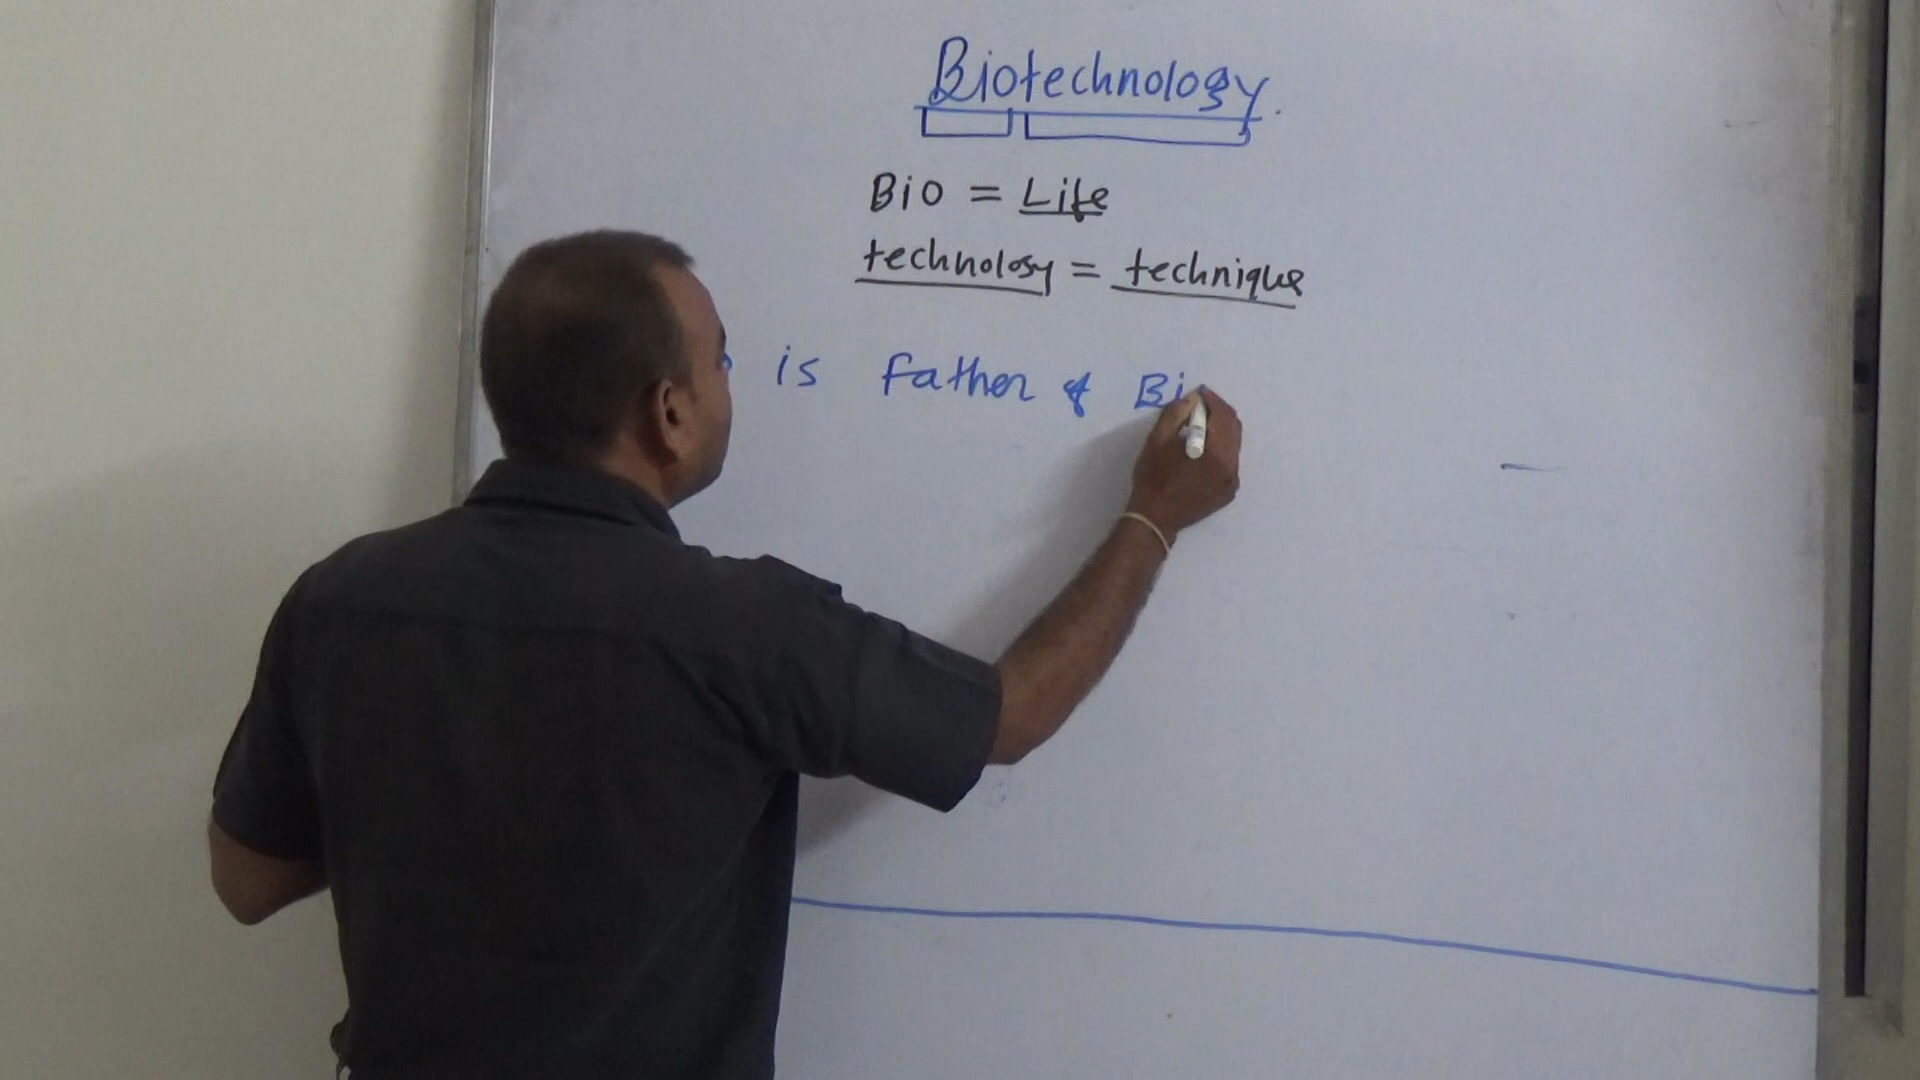 Biotechnology.
Bio = Life
technology = technique
is Father of Bi